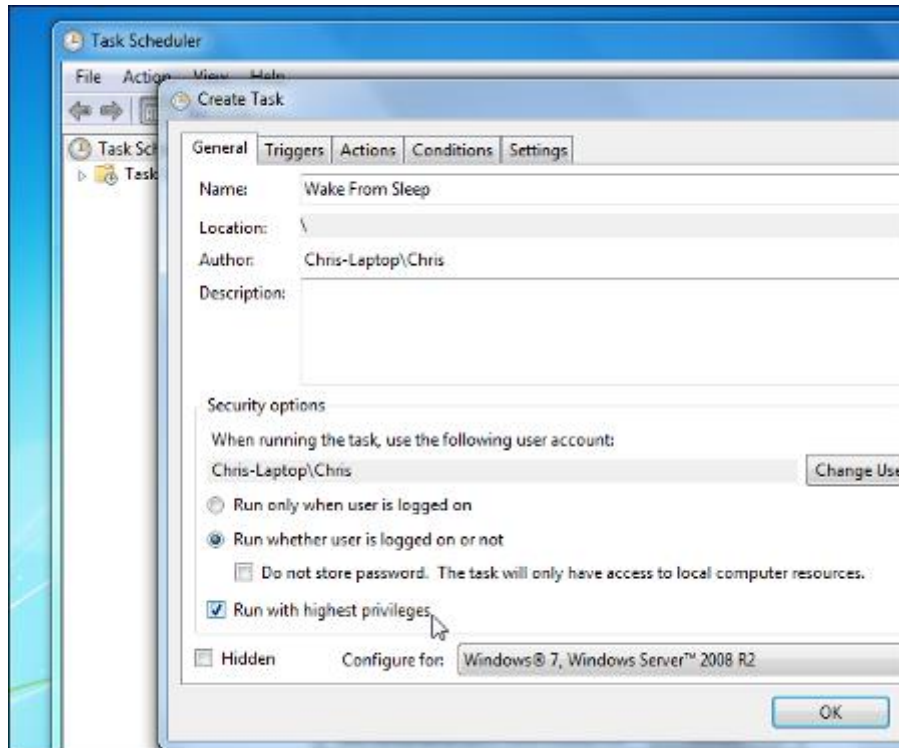 Task Scheduler
File Action View Help
Create Task
Task Sch
Task
General Triggers Actions Conditions Settings
Name: Wake From Sleep
Location: \
Author: Chris-Laptop\Chris
Description:
Security options
When running the task, use the following user account:
Chris-Laptop\Chris Change Use
Run only when user is logged on
Run whether user is logged on or not
Do not store password. The task will only have access to local computer resources.
Run with highest privileges
Hidden Configure for: Windows® 7, Windows Server™ 2008 R2
OK